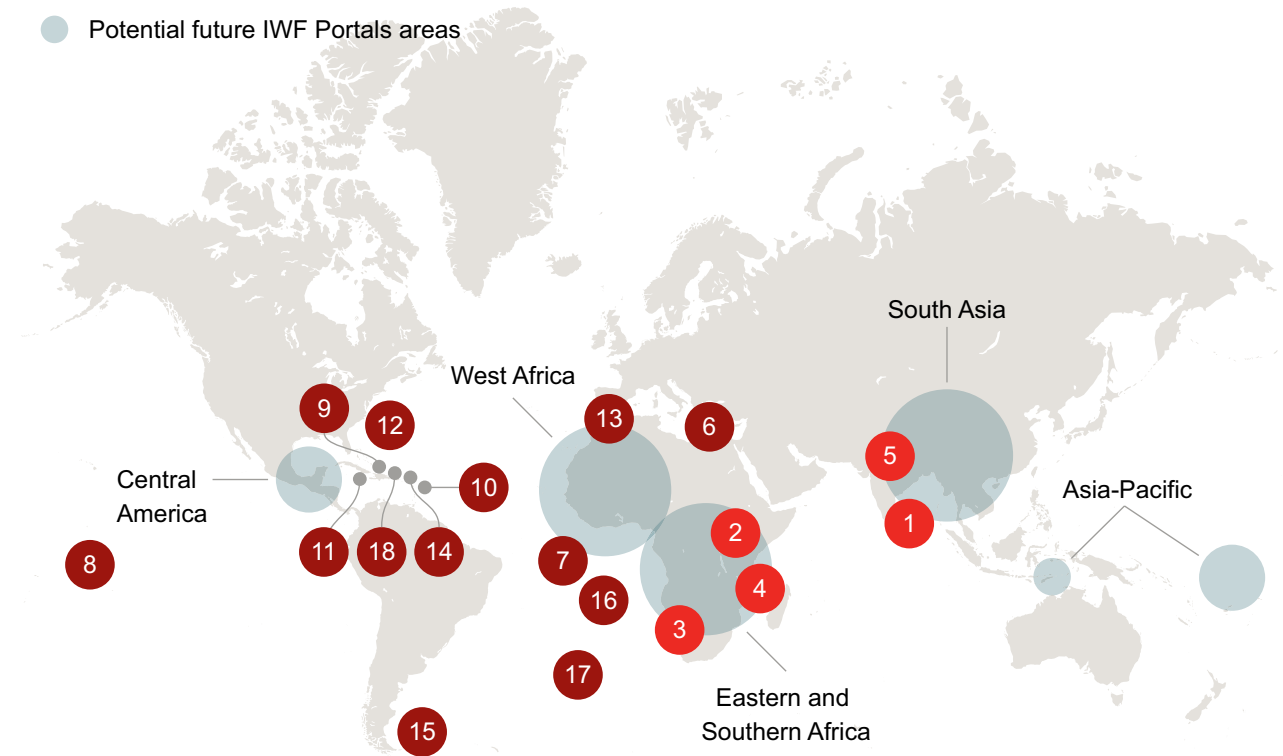 Potential future IWF Portals areas
South Asia
West Africa
9
12
13
6
5
Central
America
10
Asia-Pacific
1
2
11
18
14
8
7
4
16
3
17
Eastern and
Southern Africa
15